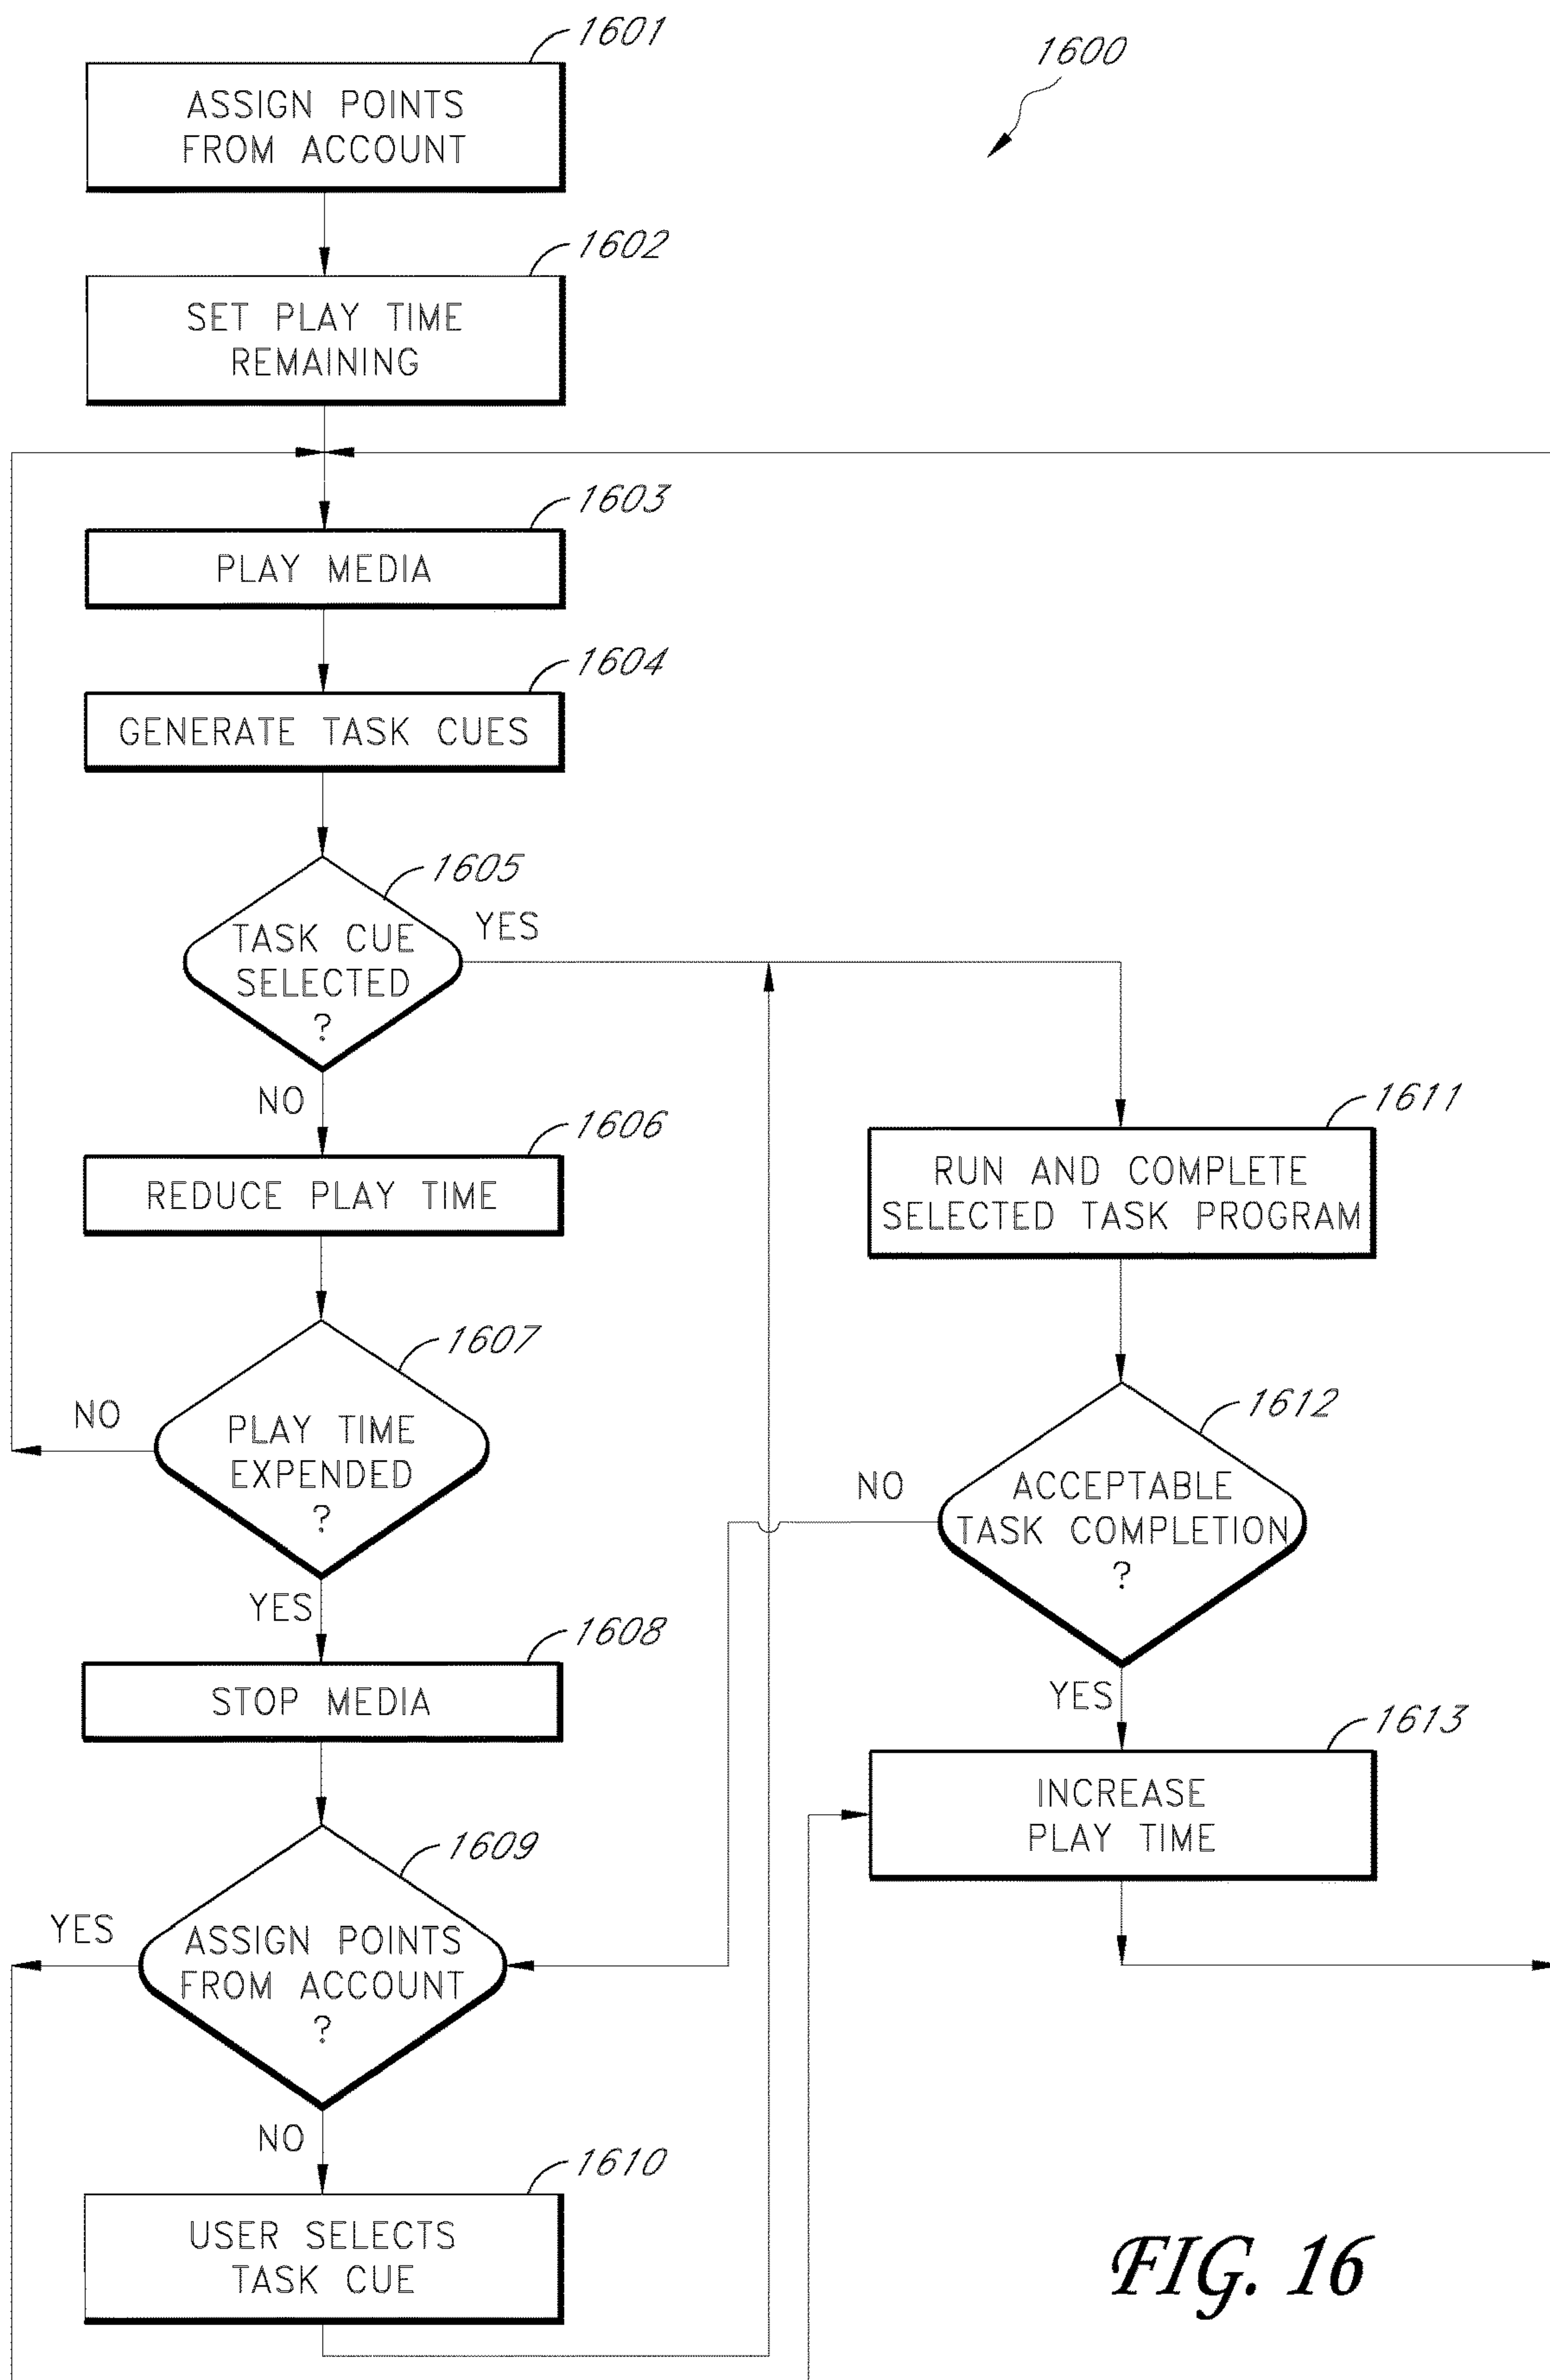 1601
1600
ASSIGN POINTS
FROM ACCOUNT
1602
SET PLAY TIME
REMAINING
1603
PLAY MEDIA
1604
GENERATE TASK CUES
1605
TASK CUE
SELECTED
?
YES
NO
1606
REDUCE PLAY TIME
1607
PLAY TIME
EXPENDED
?
NO
YES
1608
STOP MEDIA
1609
ASSIGN POINTS
FROM ACCOUNT
?
YES
NO
1610
USER SELECTS
TASK CUE
1611
RUN AND COMPLETE
SELECTED TASK PROGRAM
1612
ACCEPTABLE
TASK COMPLETION
?
NO
YES
1613
INCREASE
PLAY TIME
FIG. 16